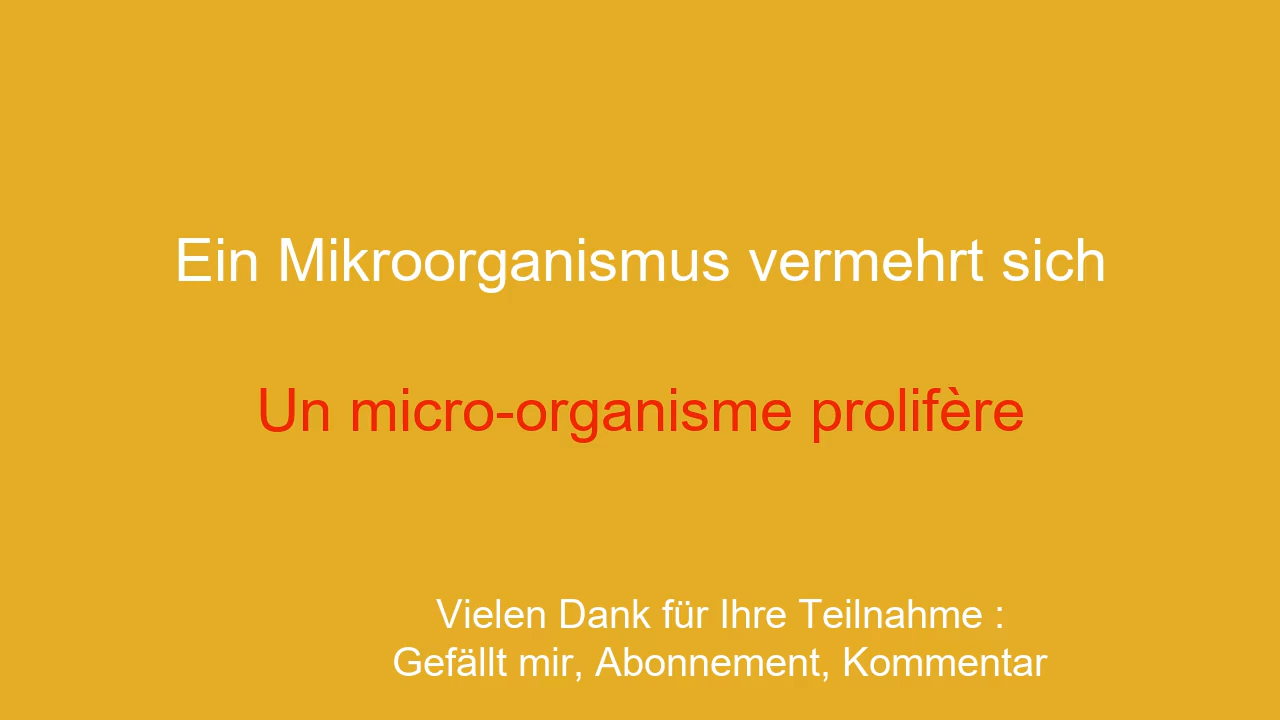 Ein Mikroorganismus vermehrt sich
Un micro-organisme prolifère
Vielen Dank für Ihre Teilnahme :
Gefällt mir, Abonnement, Kommentar